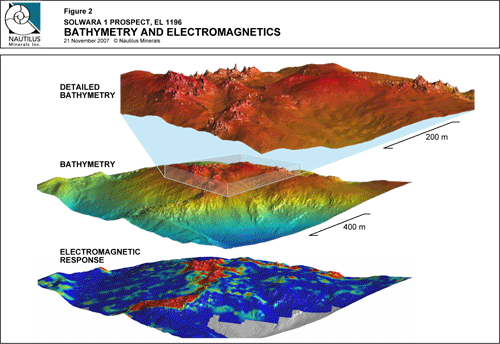 NAUTILUS
Minerals Inc.
Figure 2
SOLWARA 1 PROSPECT, EL 1196
BATHYMETRY AND ELECTROMAGNETICS
21 November 2007 © Nautilus Minerals
DETAILED
BATHYMETRY
200 m
BATHYMETRY
400 m
ELECTROMAGNETIC
RESPONSE